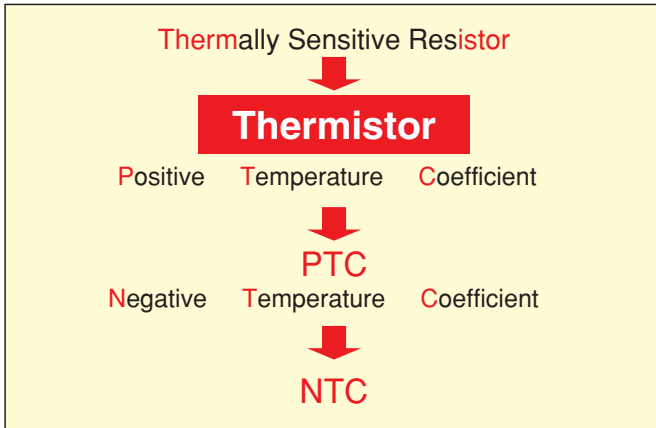 Thermally Sensitive Resistor
Thermistor
Positive Temperature Coefficient
PTC
Negative Temperature Coefficient
NTC